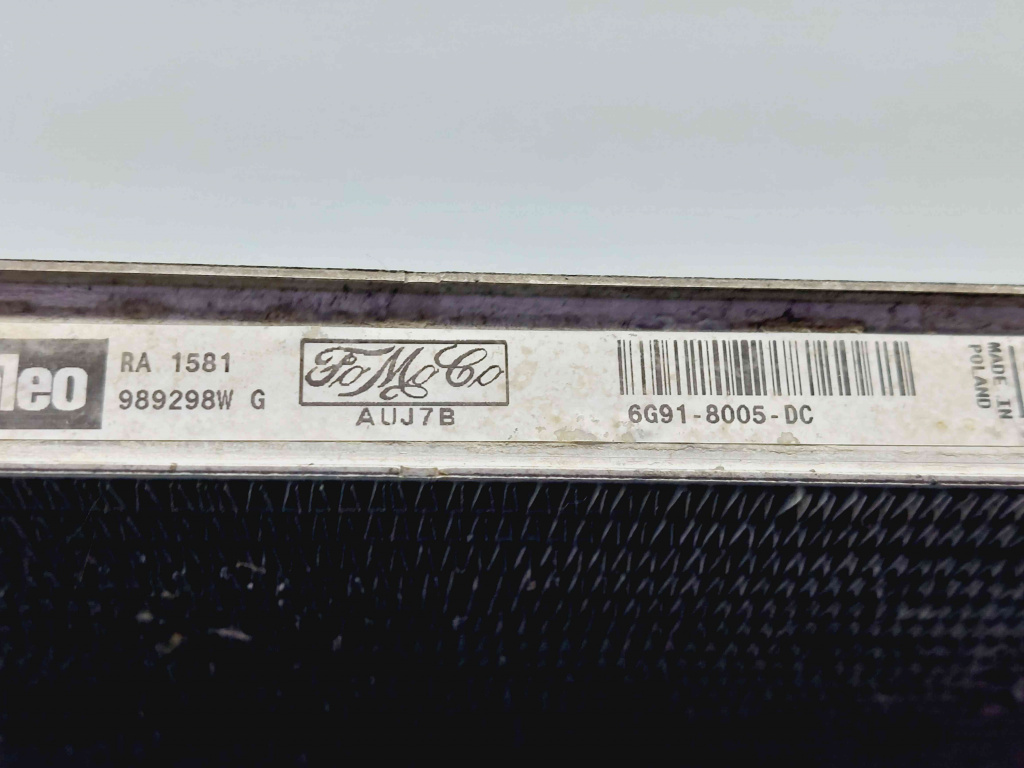 leo
RA 1581
989298W G
FoMoCo
AUJ7B
6G91-8005-DC
MADE IN
POLAND